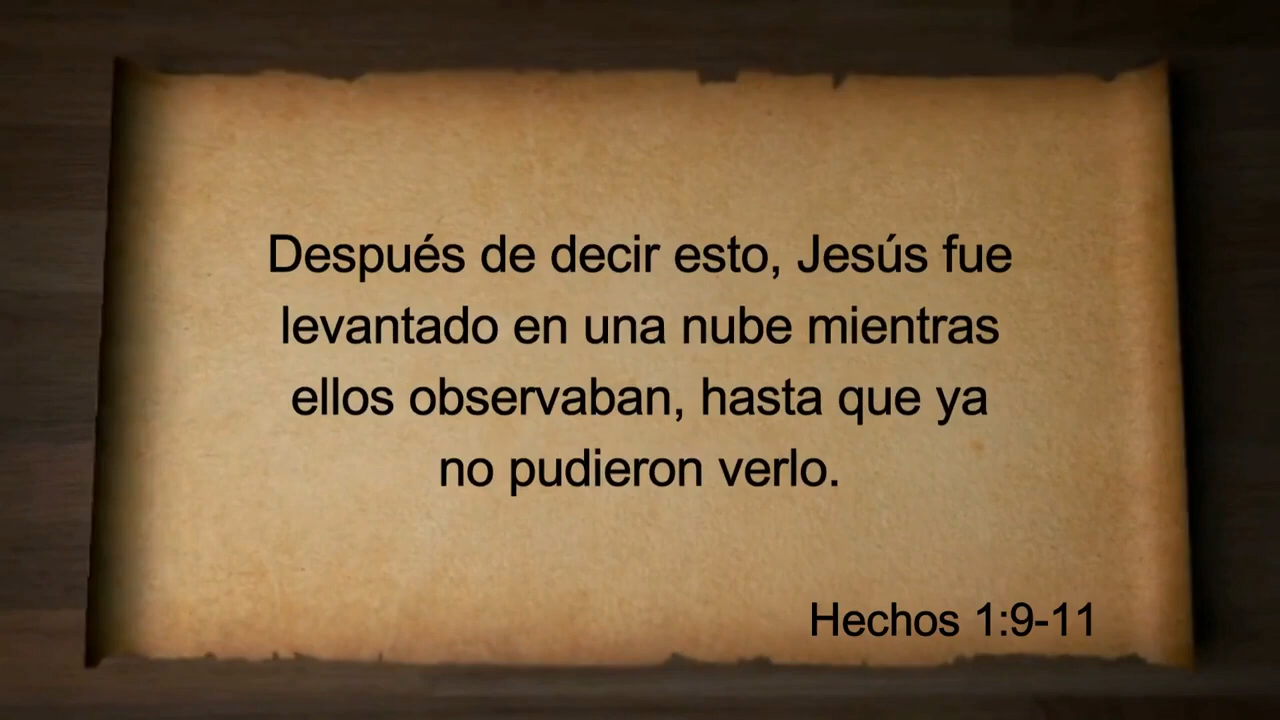 Después de decir esto, Jesús fue
levantado en una nube mientras
ellos observaban, hasta que ya
no pudieron verlo.
Hechos 1:9-11